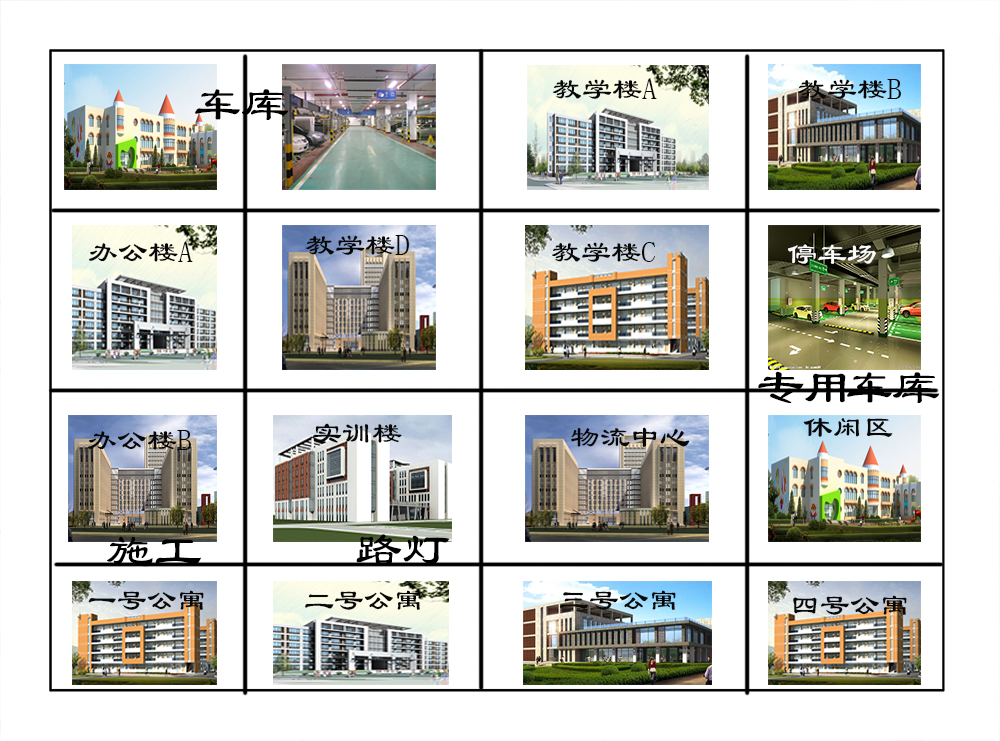 车库
教学楼A
教学楼B
办公楼A
教学楼D
教学楼C
停车场
专用车库
办公楼B
实训楼
物流中心
休闲区
施工
路灯
一号公寓
二号公寓
三号公寓
四号公寓